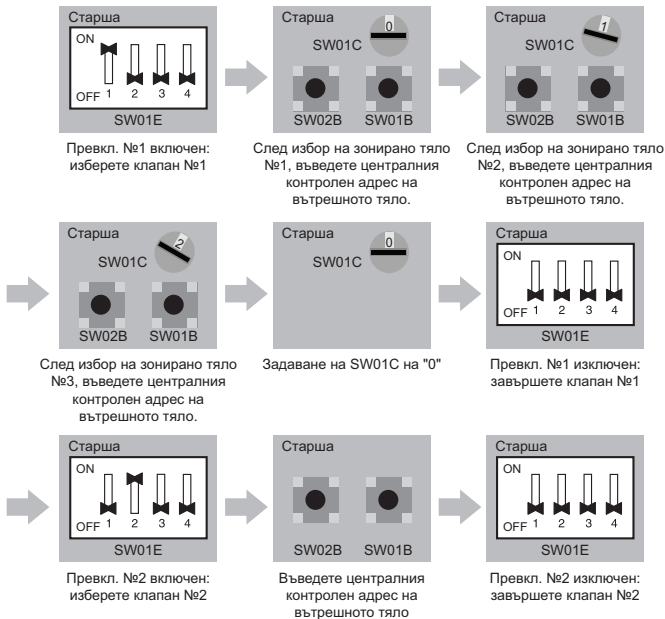 Старша
ON
OFF 1 2 3 4
SW01E
Превкл. №1 включен:
изберете клапан №1
Старша
0
SW01C
SW02B SW01B
След избор на зонирано тяло
№1, въведете централния
контролен адрес на
вътрешното тяло.
Старша
1
SW01C
SW02B SW01B
След избор на зонирано тяло
№2, въведете централния
контролен адрес на
вътрешното тяло.
Старша
2
SW01C
SW02B SW01B
След избор на зонирано тяло
№3, въведете централния
контролен адрес на
вътрешното тяло.
Старша
0
SW01C
Задаване на SW01C на "0"
Старша
ON
OFF 1 2 3 4
SW01E
Превкл. №1 изключен:
завършете клапан №1
Старша
ON
OFF 1 2 3 4
SW01E
Превкл. №2 включен:
изберете клапан №2
Старша
SW02B SW01B
Въведете централния
контролен адрес на
вътрешното тяло
Старша
ON
OFF 1 2 3 4
SW01E
Превкл. №2 изключен:
завършете клапан №2